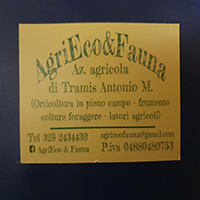 AgriEco&Fauna
Az. agricola
di Tramis Antonio M.
(Orticoltura in pieno campo - frumento
colture foraggere - lavori agricoli)
Tel 329 2434430
agriecofauna@gmail.com
AgriEco & Fauna
P.iva 04880480753